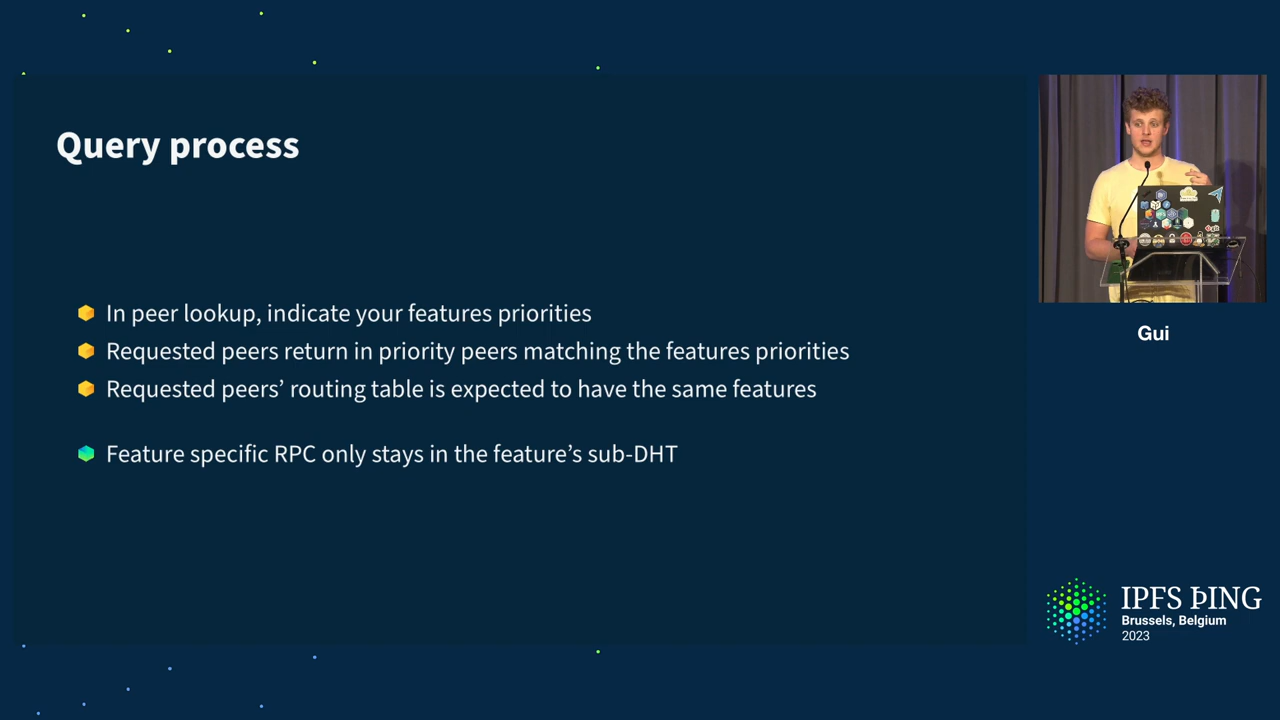 Query process
In peer lookup, indicate your features priorities
Requested peers return in priority peers matching the features priorities
Requested peers’ routing table is expected to have the same features
Feature specific RPC only stays in the feature’s sub-DHT
Gui
IPFS ÞING
Brussels, Belgium
2023